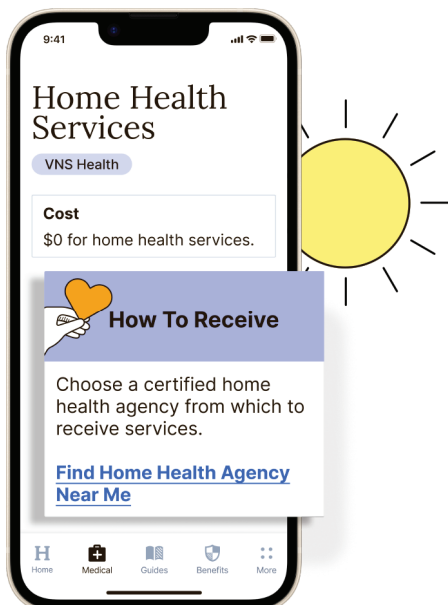 9:41
Home Health
Services
VNS Health
Cost
$0 for home health services.
How To Receive
Choose a certified home
health agency from which to
receive services.
Find Home Health Agency
Near Me
H
Home Medical Guides Benefits More